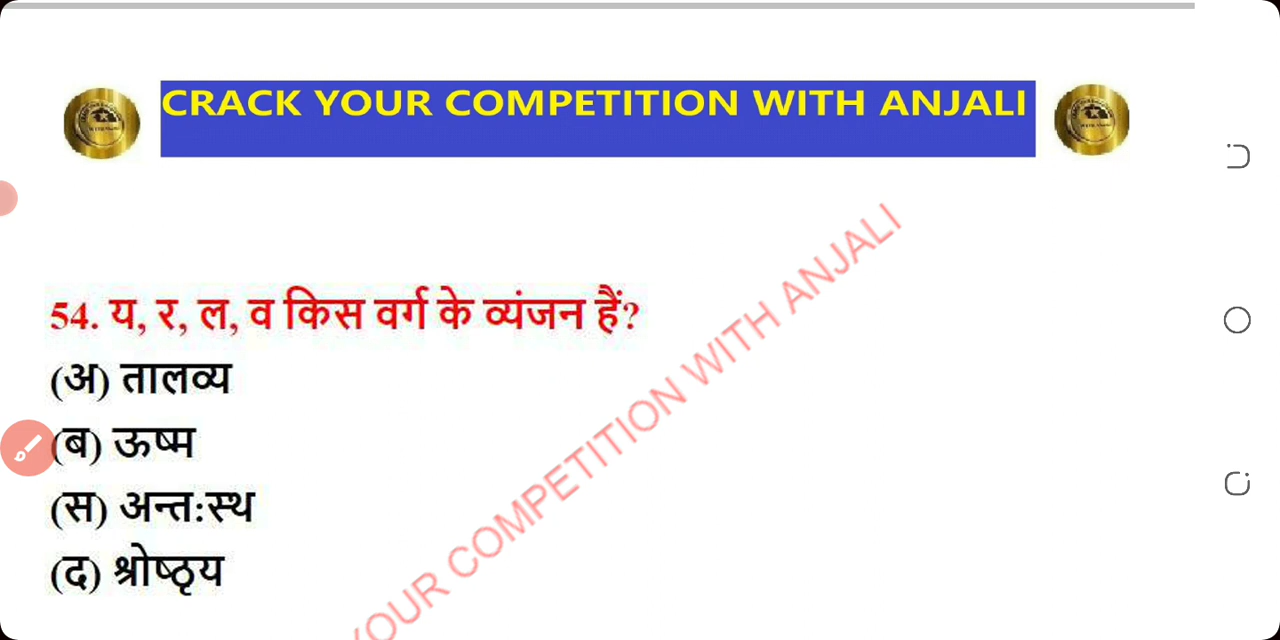 CRACK YOUR COMPETITION WITH ANJALI
54. य, र, ल, व किस वर्ग के व्यंजन हैं?
(अ) तालव्य
(ब) ऊष्म
(स) अन्त:स्थ
(द) श्रोष्ठृय
YOUR COMPETITION WITH ANJALI